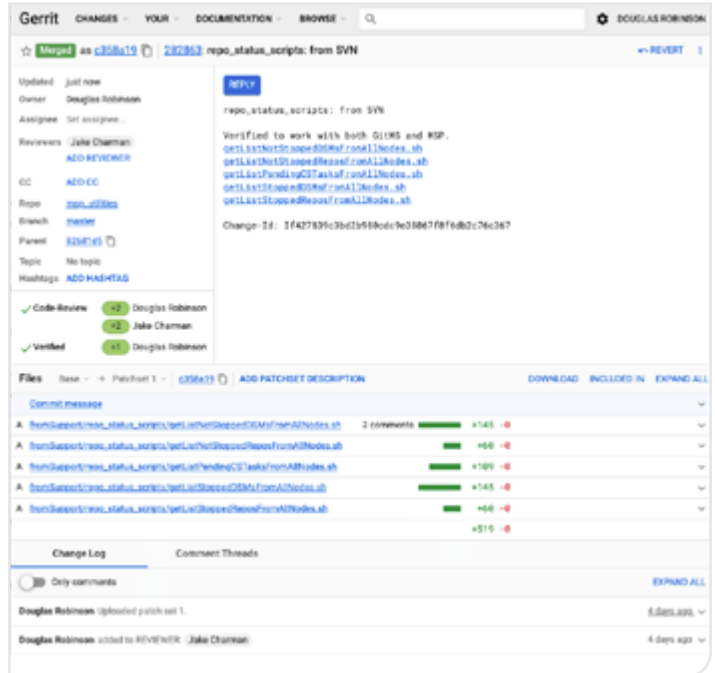 Gerrit CHANGES YOUR DOCUMENTATION BROWSE DOUGLAS ROBINSON
Merged as c358a19 282863: repo_status_scripts: from SVN REVERT
Updated just now
Owner Douglas Robinson
Assignee Set assignee...
Reviewers Jake Charman
ADD REVIEWER
CC ADD CC
Repo
Branch master
Parent
Topic No topic
Hashtags ADD HASHTAG
Code-Review +2 Douglas Robinson
+2 Jake Charman
Verified +1 Douglas Robinson
REPLY
repo_status_scripts: from SVN
Verified to work with both GitMS and MSP.
getListNotStoppedDSMsFromAllNodes.sh
getListNotStoppedReposFromAllNodes.sh
getListPendingCSTasksFromAllNodes.sh
getListStoppedDSMsFromAllNodes.sh
getListStoppedReposFromAllNodes.sh
Change-Id:
Files Base → Patchset 1 c358a19 ADD PATCHSET DESCRIPTION DOWNLOAD INCLUDED IN EXPAND ALL
Commit message
A fromSupport/repo_status_scripts/getListNotStoppedDSMsFromAllNodes.sh 2 comments +145 -0
A fromSupport/repo_status_scripts/getListNotStoppedReposFromAllNodes.sh +60 -0
A fromSupport/repo_status_scripts/getListPendingCSTasksFromAllNodes.sh +109 -0
A fromSupport/repo_status_scripts/getListStoppedDSMsFromAllNodes.sh +145 -0
A fromSupport/repo_status_scripts/getListStoppedReposFromAllNodes.sh +60 -0
+519 -0
Change Log Comment Threads
Only comments EXPAND ALL
Douglas Robinson Uploaded patch set 1. 4 days ago
Douglas Robinson added to REVIEWER: Jake Charman 4 days ago